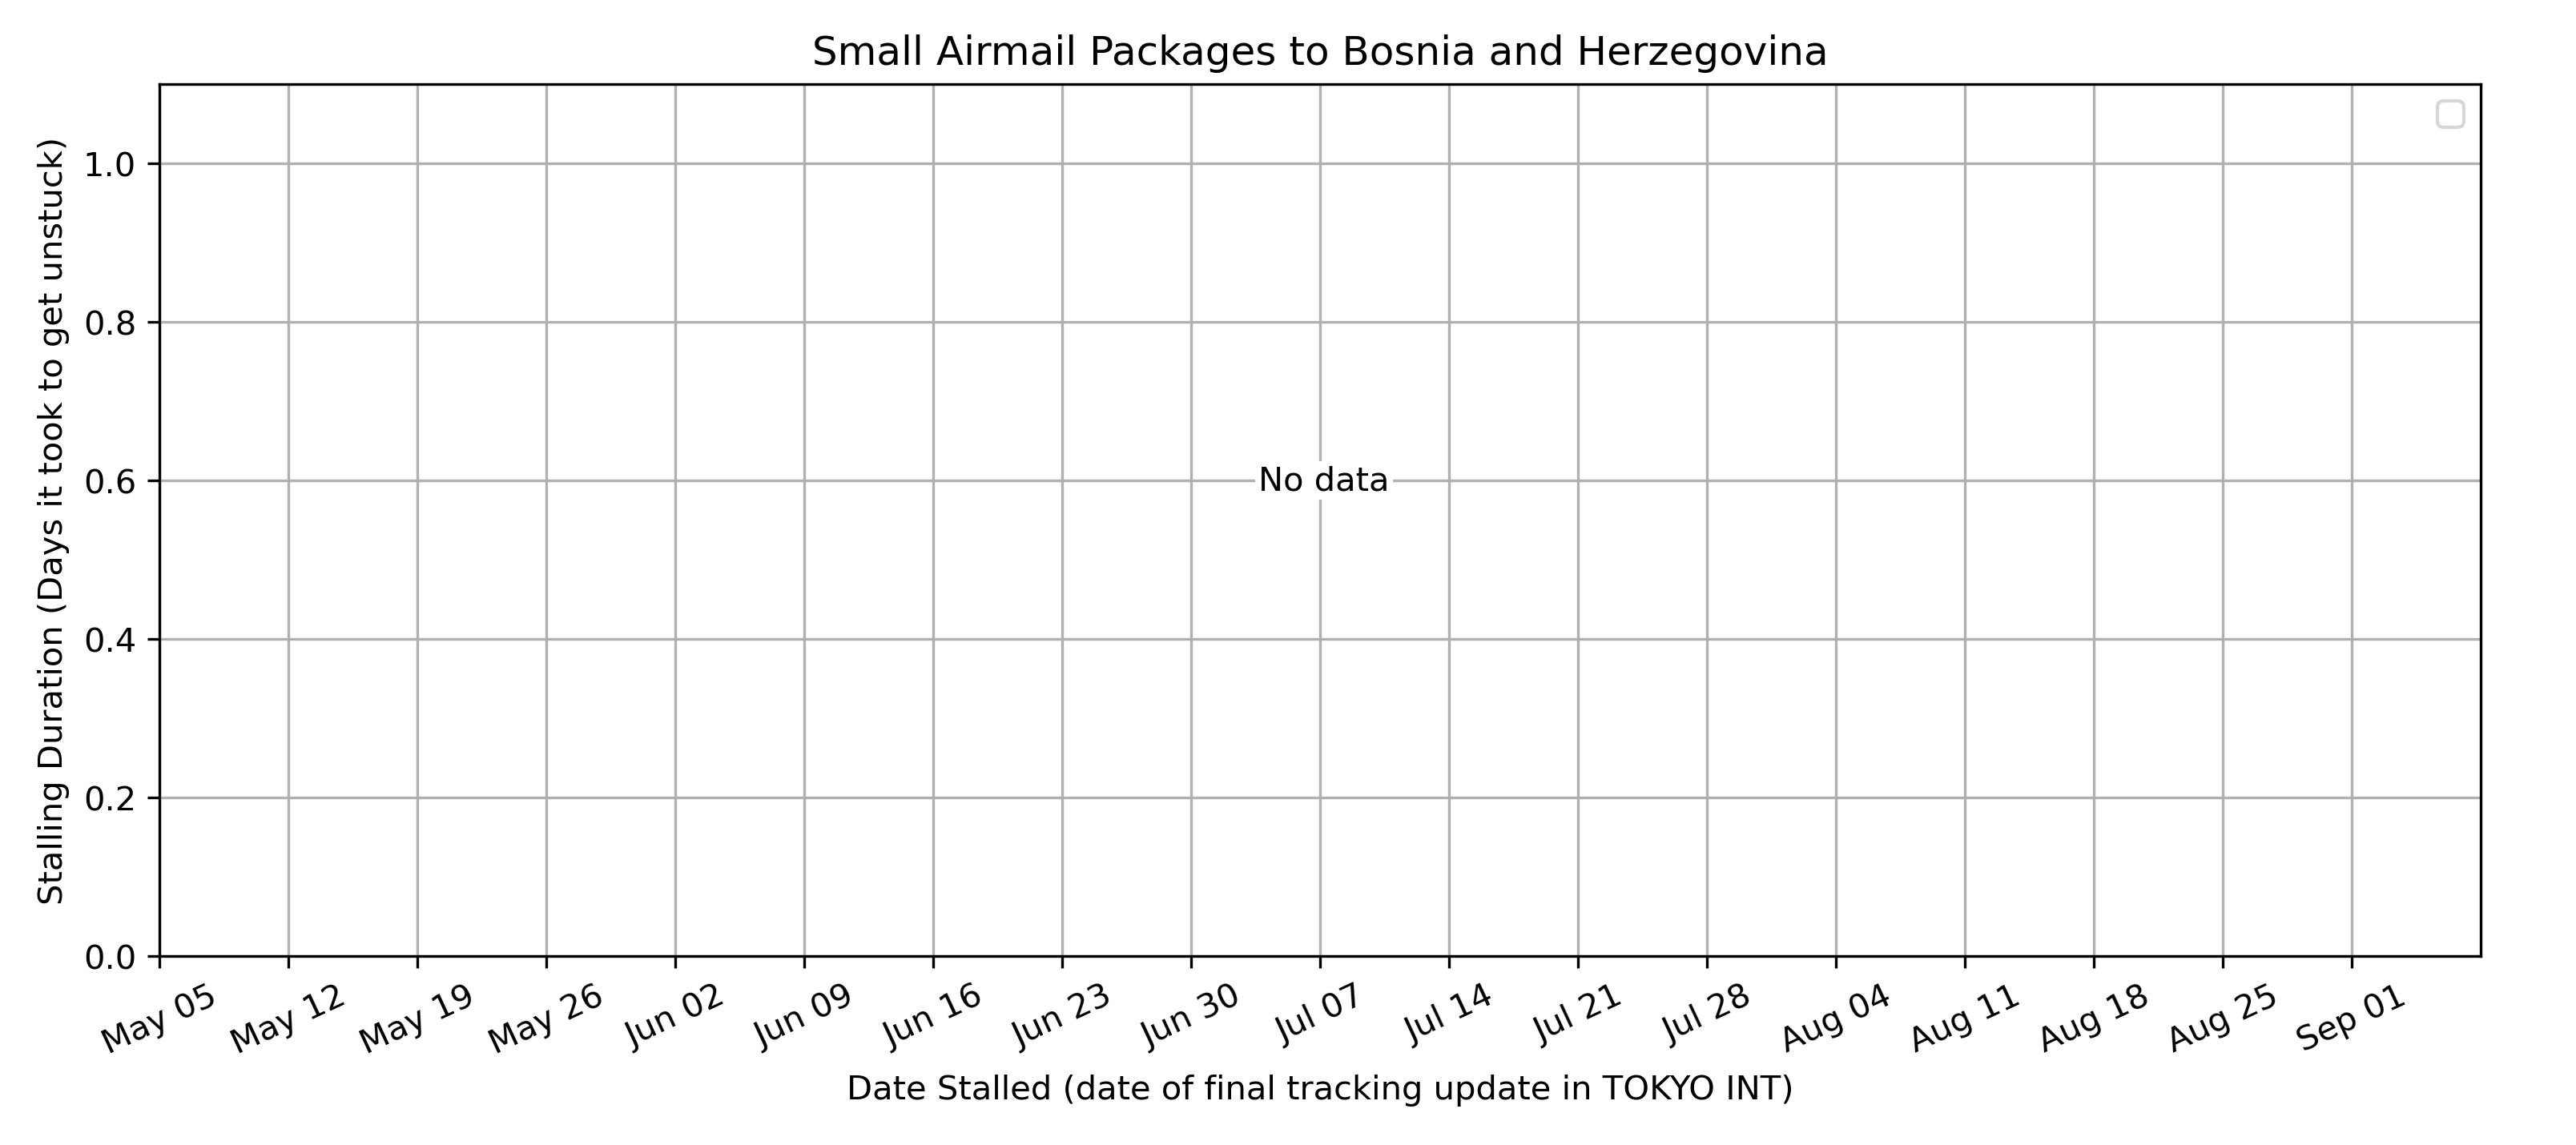 Small Airmail Packages to Bosnia and Herzegovina
Stalling Duration (Days it took to get unstuck)
1.0
0.8
0.6
0.4
0.2
0.0
No data
May 05
May 12
May 19
May 26
Jun 02
Jun 09
Jun 16
Jun 23
Jun 30
Jul 07
Jul 14
Jul 21
Jul 28
Aug 04
Aug 11
Aug 18
Aug 25
Sep 01
Date Stalled (date of final tracking update in TOKYO INT)